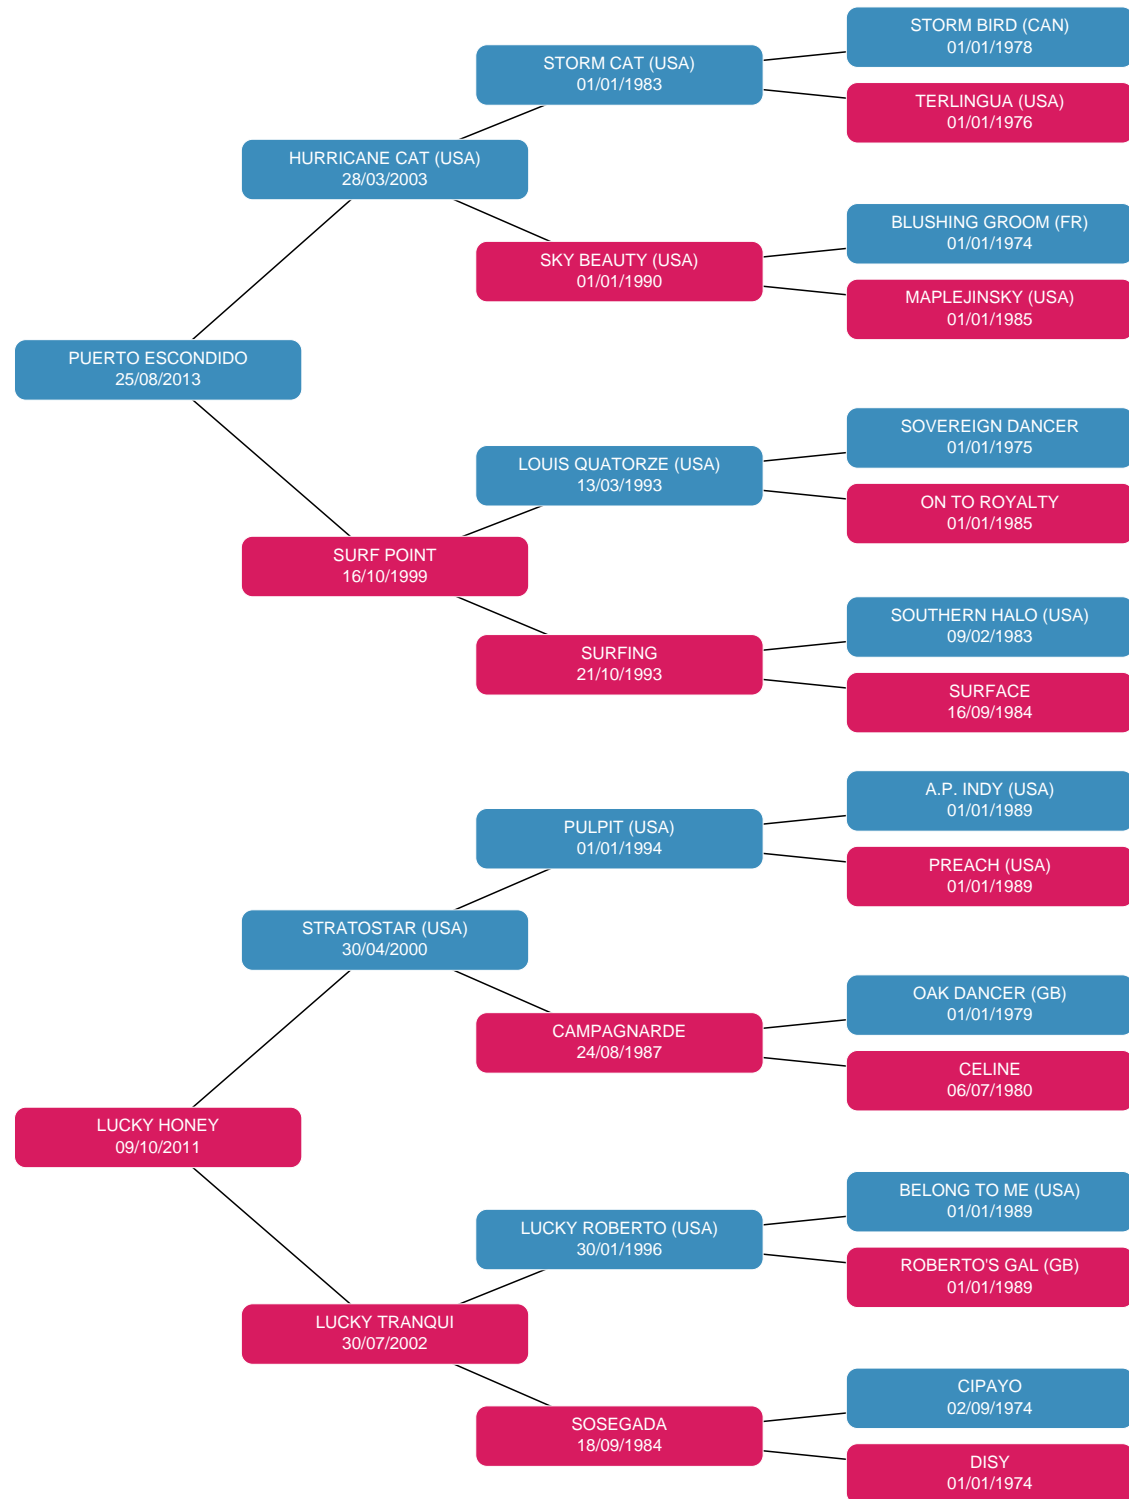 STORM BIRD (CAN)
01/01/1978
STORM CAT (USA)
01/01/1983
TERLINGUA (USA)
01/01/1976
HURRICANE CAT (USA)
28/03/2003
BLUSHING GROOM (FR)
01/01/1974
SKY BEAUTY (USA)
01/01/1990
MAPLEJINSKY (USA)
01/01/1985
PUERTO ESCONDIDO
25/08/2013
SOVEREIGN DANCER
01/01/1975
LOUIS QUATORZE (USA)
13/03/1993
ON TO ROYALTY
01/01/1985
SURF POINT
16/10/1999
SOUTHERN HALO (USA)
09/02/1983
SURFING
21/10/1993
SURFACE
16/09/1984
A.P. INDY (USA)
01/01/1989
PULPIT (USA)
01/01/1994
PREACH (USA)
01/01/1989
STRATOSTAR (USA)
30/04/2000
OAK DANCER (GB)
01/01/1979
CAMPAGNARDE
24/08/1987
CELINE
06/07/1980
LUCKY HONEY
09/10/2011
BELONG TO ME (USA)
01/01/1989
LUCKY ROBERTO (USA)
30/01/1996
ROBERTO'S GAL (GB)
01/01/1989
LUCKY TRANQUI
30/07/2002
CIPAYO
02/09/1974
SOSEGADA
18/09/1984
DISY
01/01/1974